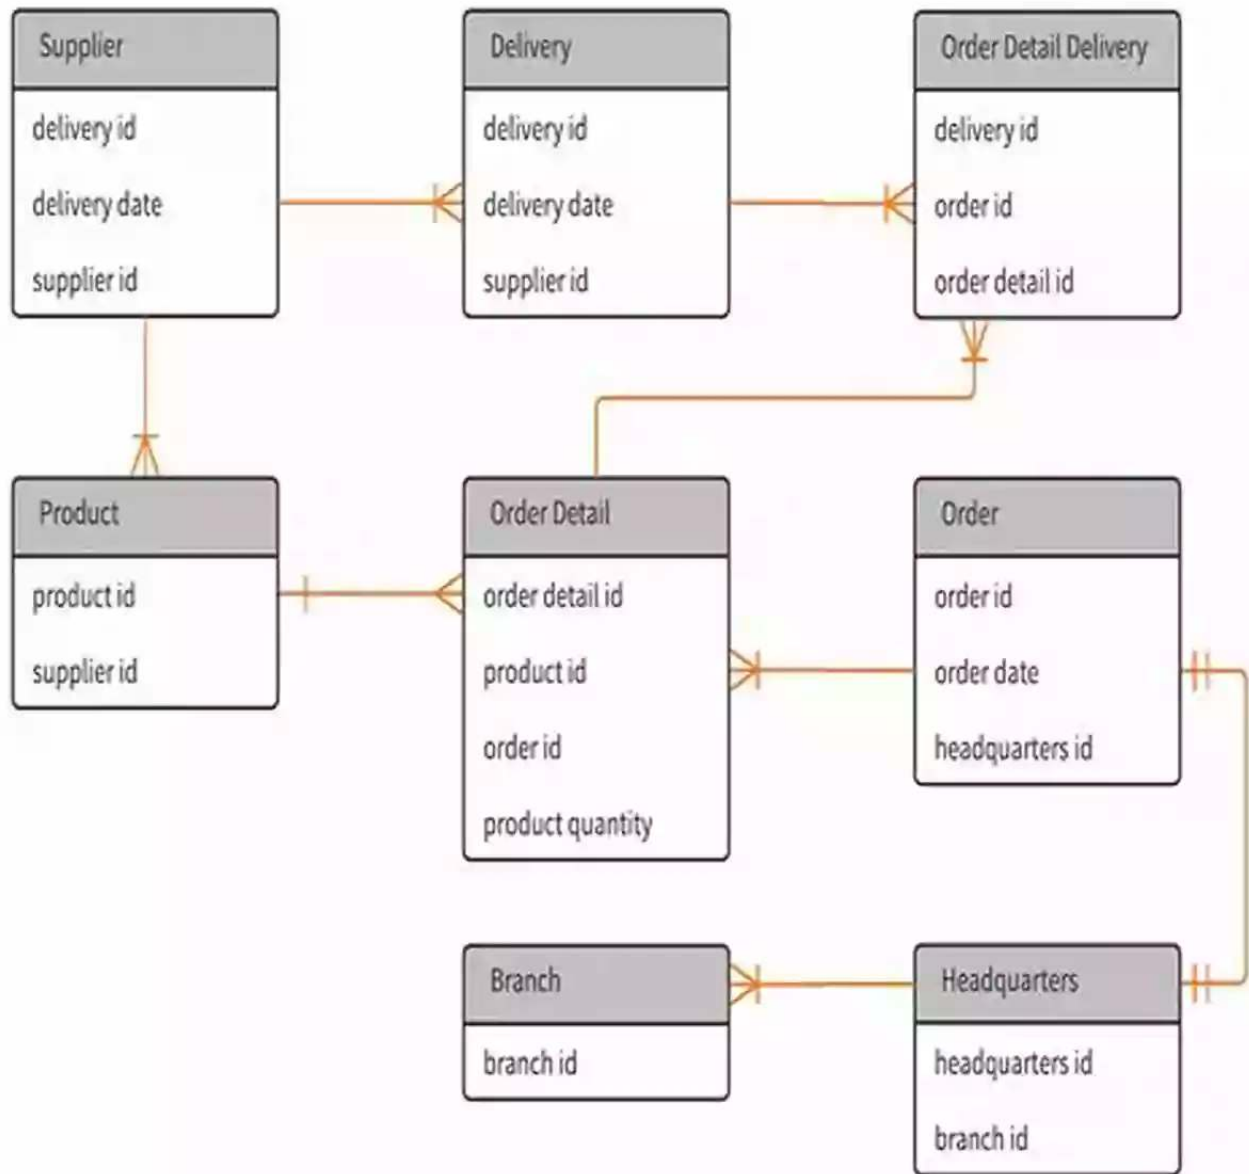 Supplier
delivery id
delivery date
supplier id
Delivery
delivery id
delivery date
supplier id
Order Detail Delivery
delivery id
order id
order detail id
Product
product id
supplier id
Order Detail
order detail id
product id
order id
product quantity
Order
order id
order date
headquarters id
Branch
branch id
Headquarters
headquarters id
branch id